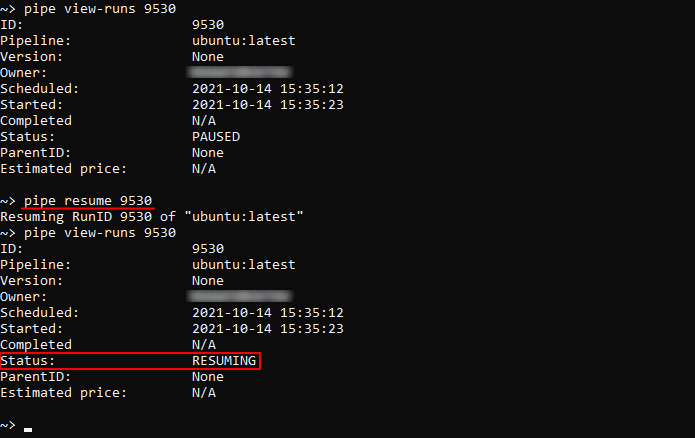 ~> pipe view-runs 9530
ID: 9530
Pipeline: ubuntu:latest
Version: None
Owner:
Scheduled: 2021-10-14 15:35:12
Started: 2021-10-14 15:35:23
Completed N/A
Status: PAUSED
ParentID: None
Estimated price: N/A
~> pipe resume 9530
Resuming RunID 9530 of "ubuntu:latest"
~> pipe view-runs 9530
ID: 9530
Pipeline: ubuntu:latest
Version: None
Owner:
Scheduled: 2021-10-14 15:35:12
Started: 2021-10-14 15:35:23
Completed N/A
Status: RESUMING
ParentID: None
Estimated price: N/A
~>